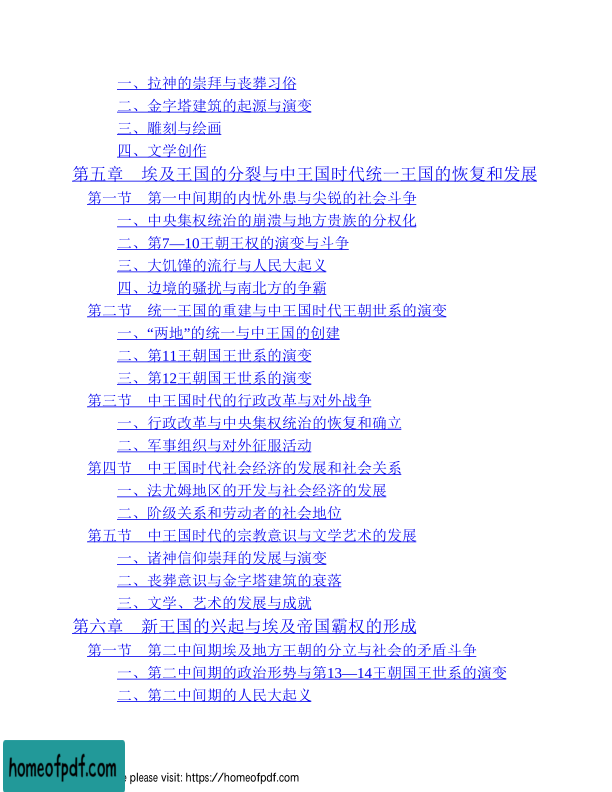 一、拉神的崇拜与丧葬习俗
二、金字塔建筑的起源与演变
三、雕刻与绘画
四、文学创作
第五章　埃及王国的分裂与中王国时代统一王国的恢复和发展
第一节　第一中间期的内忧外患与尖锐的社会斗争
一、中央集权统治的崩溃与地方贵族的分权化
二、第7—10王朝王权的演变与斗争
三、大饥馑的流行与人民大起义
四、边境的骚扰与南北方的争霸
第二节　统一王国的重建与中王国时代王朝世系的演变
一、“两地”的统一与中王国的创建
二、第11王朝国王世系的演变
三、第12王朝国王世系的演变
第三节　中王国时代的行政改革与对外战争
一、行政改革与中央集权统治的恢复和确立
二、军事组织与对外征服活动
第四节　中王国时代社会经济的发展和社会关系
一、法尤姆地区的开发与社会经济的发展
二、阶级关系和劳动者的社会地位
第五节　中王国时代的宗教意识与文学艺术的发展
一、诸神信仰崇拜的发展与演变
二、丧葬意识与金字塔建筑的衰落
三、文学、艺术的发展与成就
第六章　新王国的兴起与埃及帝国霸权的形成
第一节　第二中间期埃及地方王朝的分立与社会的矛盾斗争
一、第二中间期的政治形势与第13—14王朝国王世系的演变
二、第二中间期的人民大起义
homeofpdf.com
please visit: https://homeofpdf.com